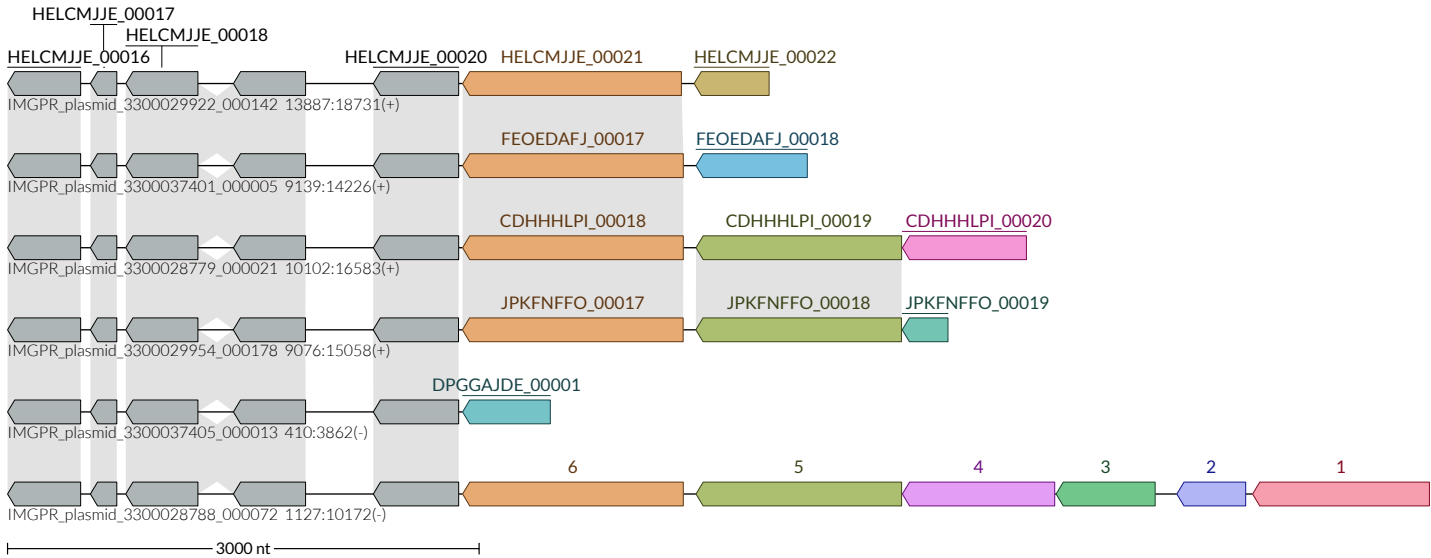 HELCMJJE_00017
HELCMJJE_00018
HELCMJJE_00016 HELCMJJE_00020 HELCMJJE_00021 HELCMJJE_00022
IMGPR_plasmid_3300029922_000142 13887:18731(+)
FEOEDAFJ_00017 FEOEDAFJ_00018
IMGPR_plasmid_3300037401_000005 9139:14226(+)
CDHHHLPI_00018 CDHHHLPI_00019 CDHHHLPI_00020
IMGPR_plasmid_3300028779_000021 10102:16583(+)
JPKFNFFO_00017 JPKFNFFO_00018 JPKFNFFO_00019
IMGPR_plasmid_3300029954_000178 9076:15058(+)
DPGGAJDE_00001
IMGPR_plasmid_3300037405_000013 410:3862(-)
6 5 4 3 2 1
IMGPR_plasmid_3300028788_000072 1127:10172(-)
3000 nt